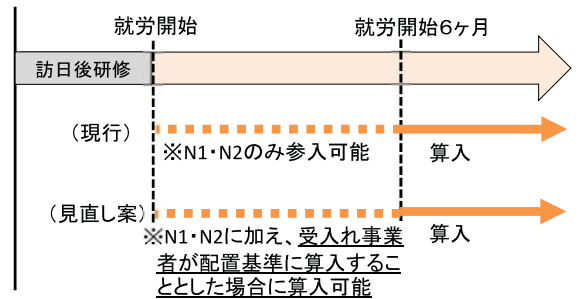 就労開始
就労開始6ヶ月
訪日後研修
（現行）
※N1・N2のみ参入可能
算入
（見直し案）
※N1・N2に加え、受入れ事業
者が配置基準に算入するこ
ととした場合に算入可能
算入